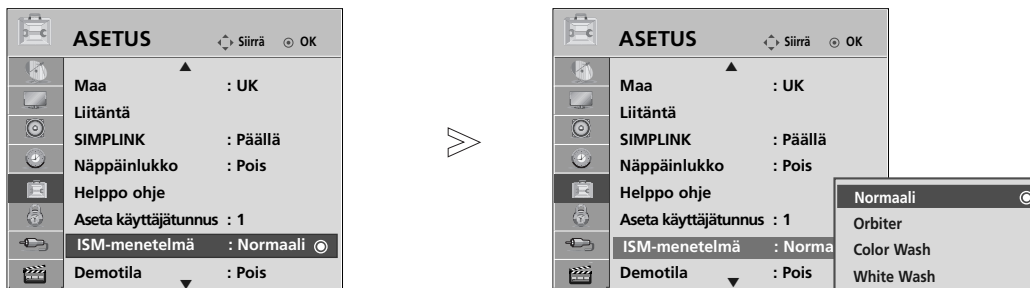 ASETUS Siirrä OK
Maa : UK
Liitäntä
SIMPLINK : Päällä
Näppäinlukko : Pois
Helppo ohje
Aseta käyttäjätunnus : 1
ISM-menetelmä : Normaali
Demotila : Pois
ASETUS Siirrä OK
Maa : UK
Liitäntä
SIMPLINK : Päällä
Näppäinlukko : Pois
Helppo ohje
Aseta käyttäjätunnus : 1
ISM-menetelmä : Norma
Demotila : Pois
Normaali
Orbiter
Color Wash
White Wash